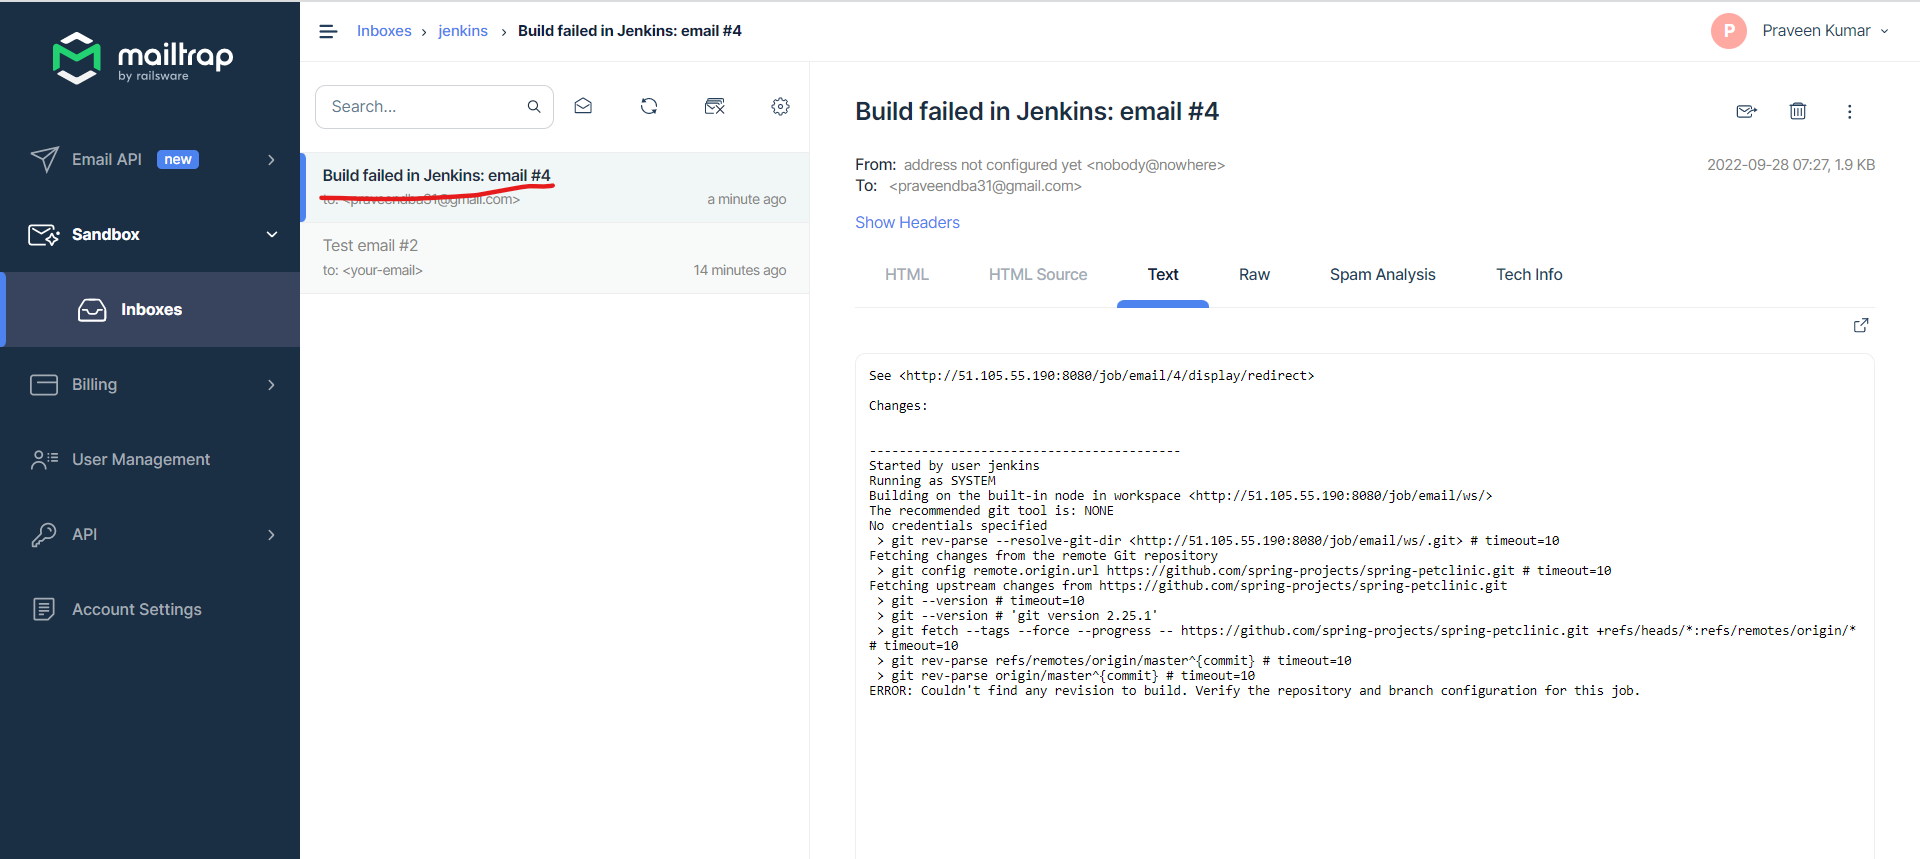 mailtrap
by railsware
Email API new
Sandbox
Inboxes
Billing
User Management
API
Account Settings
Inboxes › jenkins › Build failed in Jenkins: email #4
P Praveen Kumar
Search...
Build failed in Jenkins: email #4
to: <praveendba31@gmail.com> a minute ago
Test email #2
to: <your-email> 14 minutes ago
Build failed in Jenkins: email #4
From: address not configured yet <nobody@nowhere> 2022-09-28 07:27, 1.9 KB
To: <praveendba31@gmail.com>
Show Headers
HTML HTML Source Text Raw Spam Analysis Tech Info
See <http://51.105.55.190:8080/job/email/4/display/redirect>
Changes:
------------------------------------------
Started by user jenkins
Running as SYSTEM
Building on the built-in node in workspace <http://51.105.55.190:8080/job/email/ws/>
The recommended git tool is: NONE
No credentials specified
> git rev-parse --resolve-git-dir <http://51.105.55.190:8080/job/email/ws/.git> # timeout=10
Fetching changes from the remote Git repository
> git config remote.origin.url https://github.com/spring-projects/spring-petclinic.git # timeout=10
Fetching upstream changes from https://github.com/spring-projects/spring-petclinic.git
> git --version # timeout=10
> git --version # 'git version 2.25.1'
> git fetch --tags --force --progress -- https://github.com/spring-projects/spring-petclinic.git +refs/heads/*:refs/remotes/origin/*
# timeout=10
> git rev-parse refs/remotes/origin/master^{commit} # timeout=10
> git rev-parse origin/master^{commit} # timeout=10
ERROR: Couldn't find any revision to build. Verify the repository and branch configuration for this job.